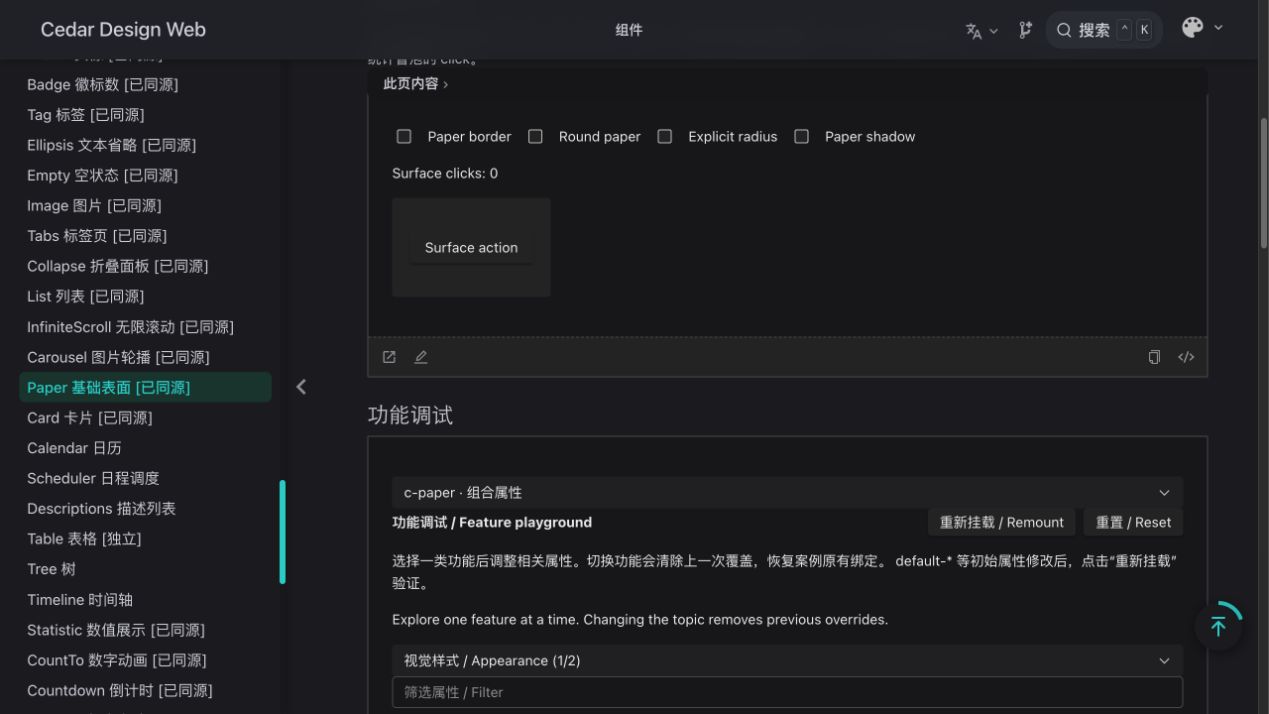 Cedar Design Web
组件
搜索
^
K
Badge 徽标数 [已同源]
Tag 标签 [已同源]
Ellipsis 文本省略 [已同源]
Empty 空状态 [已同源]
Image 图片 [已同源]
Tabs 标签页 [已同源]
Collapse 折叠面板 [已同源]
List 列表 [已同源]
InfiniteScroll 无限滚动 [已同源]
Carousel 图片轮播 [已同源]
Paper 基础表面 [已同源]
Card 卡片 [已同源]
Calendar 日历
Scheduler 日程调度
Descriptions 描述列表
Table 表格 [独立]
Tree 树
Timeline 时间轴
Statistic 数值展示 [已同源]
CountTo 数字动画 [已同源]
Countdown 倒计时 [已同源]
click。
此页内容 ›
Paper border
Round paper
Explicit radius
Paper shadow
Surface clicks: 0
Surface action
功能调试
c-paper · 组合属性
功能调试 / Feature playground
重新挂载 / Remount
重置 / Reset
选择一类功能后调整相关属性。切换功能会清除上一次覆盖，恢复案例原有绑定。 default-* 等初始属性修改后，点击“重新挂载”
验证。
Explore one feature at a time. Changing the topic removes previous overrides.
视觉样式 / Appearance (1/2)
筛选属性 / Filter